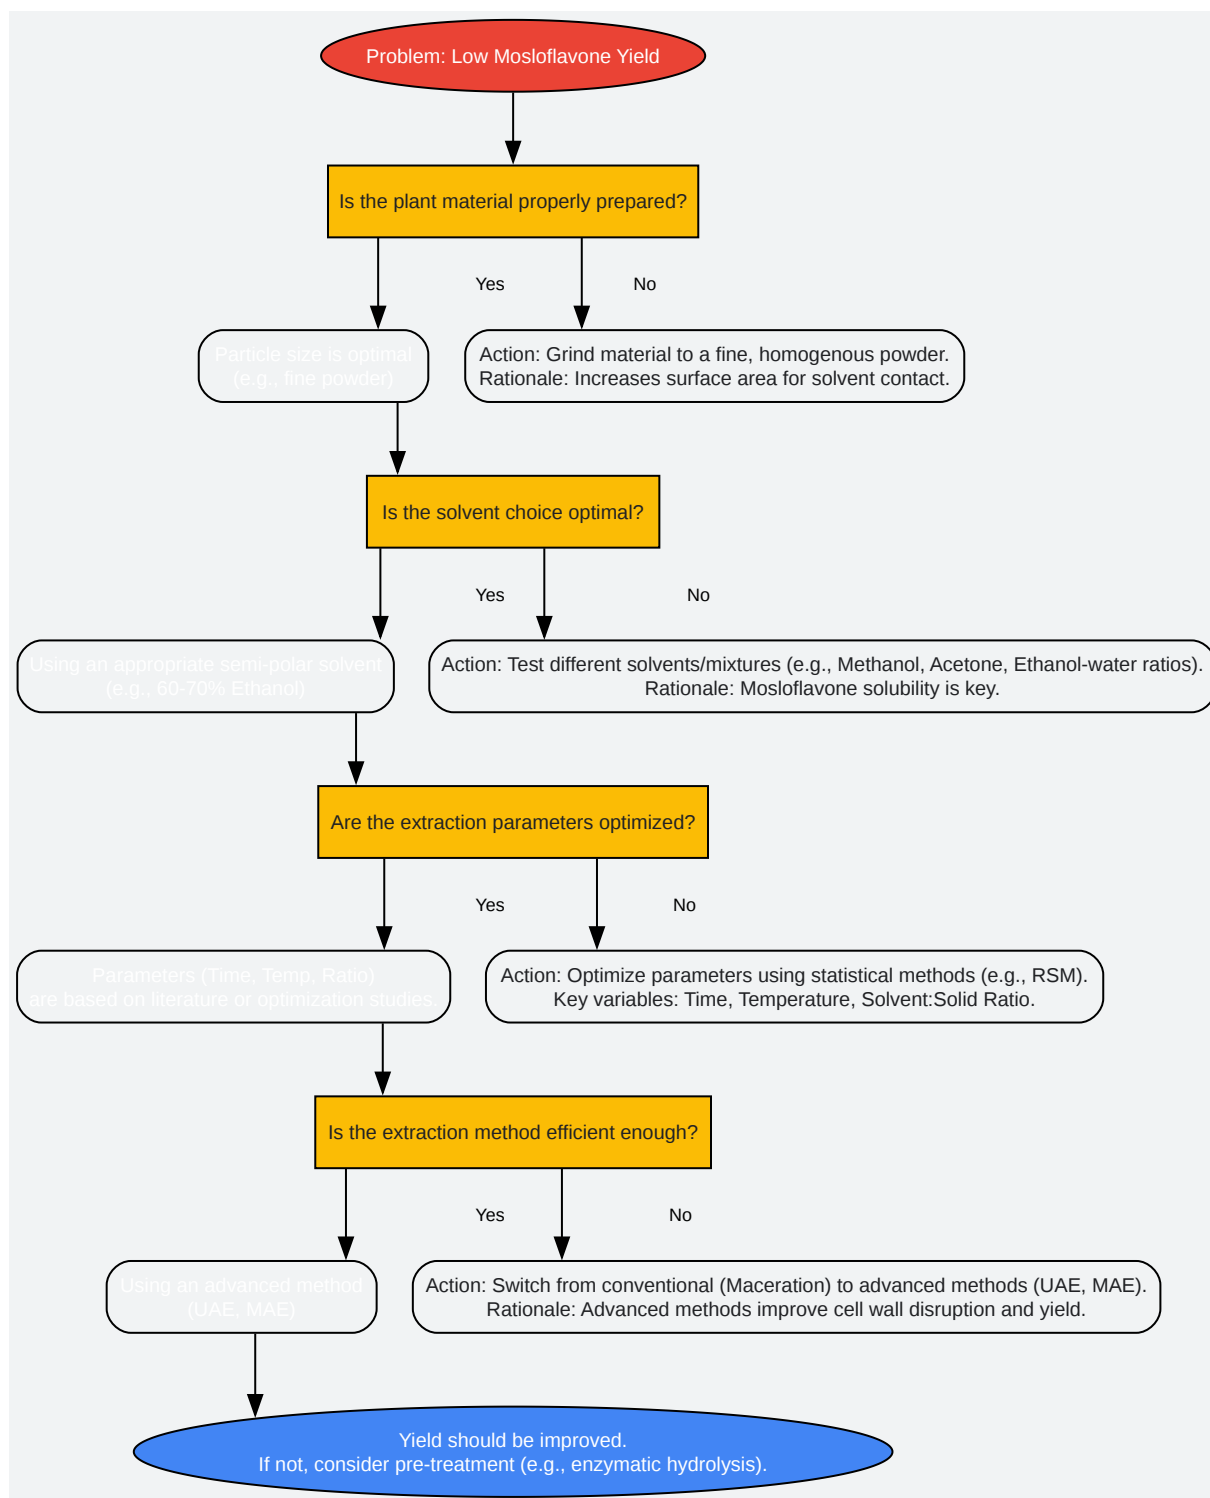 Problem: Low Mosloflavone Yield
Is the plant material properly prepared?
Yes
No
Particle size is optimal
(e.g., fine powder)
Action: Grind material to a fine, homogenous powder.
Rationale: Increases surface area for solvent contact.
Is the solvent choice optimal?
Yes
No
Using an appropriate semi-polar solvent
(e.g., 60-70% Ethanol)
Action: Test different solvents/mixtures (e.g., Methanol, Acetone, Ethanol-water ratios).
Rationale: Mosloflavone solubility is key.
Are the extraction parameters optimized?
Yes
No
Parameters (Time, Temp, Ratio)
are based on literature or optimization studies.
Action: Optimize parameters using statistical methods (e.g., RSM).
Key variables: Time, Temperature, Solvent:Solid Ratio.
Is the extraction method efficient enough?
Yes
No
Using an advanced method
(UAE, MAE)
Action: Switch from conventional (Maceration) to advanced methods (UAE, MAE).
Rationale: Advanced methods improve cell wall disruption and yield.
Yield should be improved.
If not, consider pre-treatment (e.g., enzymatic hydrolysis).